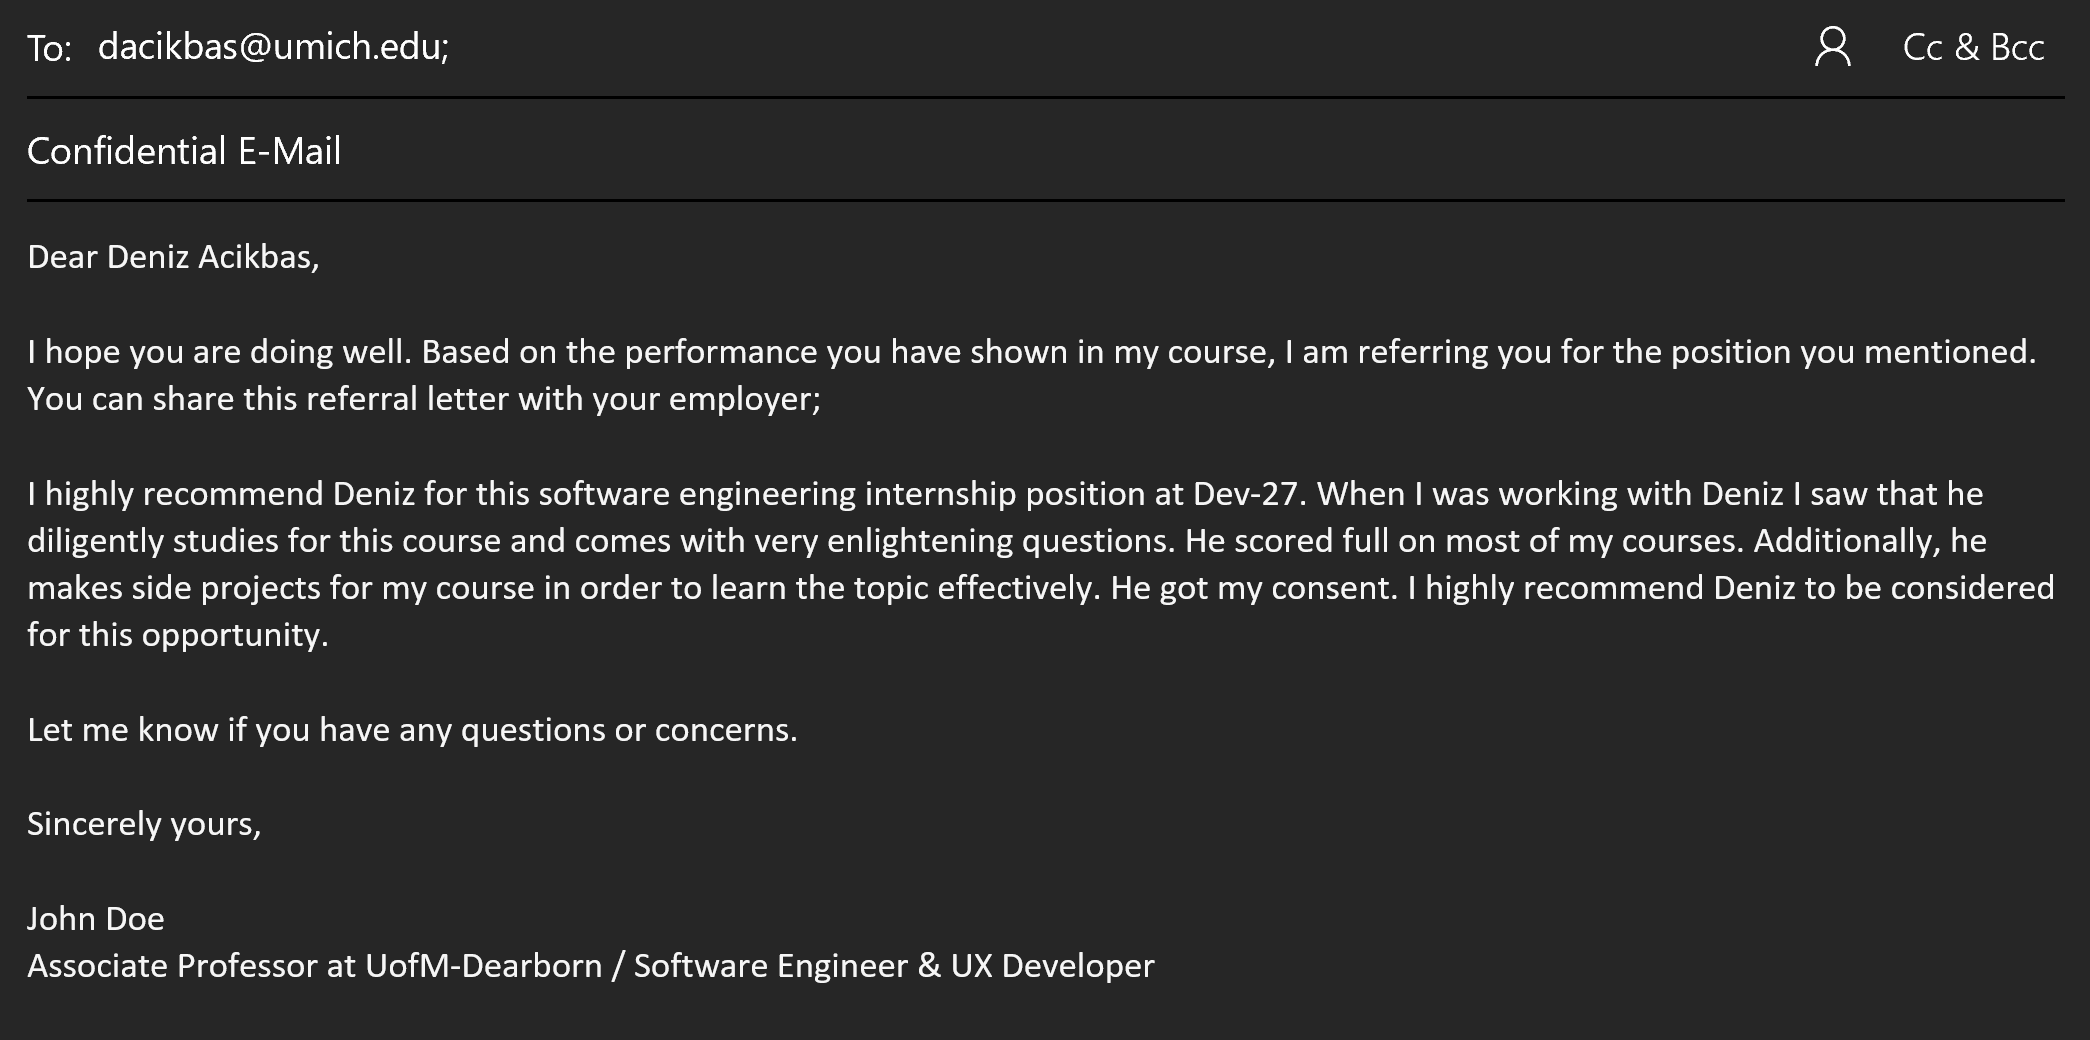 To: dacikbas@umich.edu; Cc & Bcc
Confidential E-Mail
Dear Deniz Acikbas,
I hope you are doing well. Based on the performance you have shown in my course, I am referring you for the position you mentioned.
You can share this referral letter with your employer;
I highly recommend Deniz for this software engineering internship position at Dev-27. When I was working with Deniz I saw that he
diligently studies for this course and comes with very enlightening questions. He scored full on most of my courses. Additionally, he
makes side projects for my course in order to learn the topic effectively. He got my consent. I highly recommend Deniz to be considered
for this opportunity.
Let me know if you have any questions or concerns.
Sincerely yours,
John Doe
Associate Professor at UofM-Dearborn / Software Engineer & UX Developer